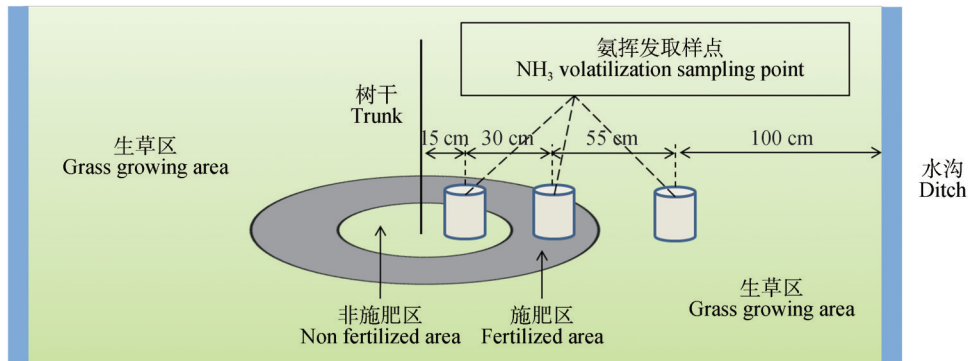 氨挥发取样点
NH₃ volatilization sampling point
树干
Trunk
15 cm
30 cm
55 cm
100 cm
生草区
Grass growing area
水沟
Ditch
非施肥区
Non fertilized area
施肥区
Fertilized area
生草区
Grass growing area